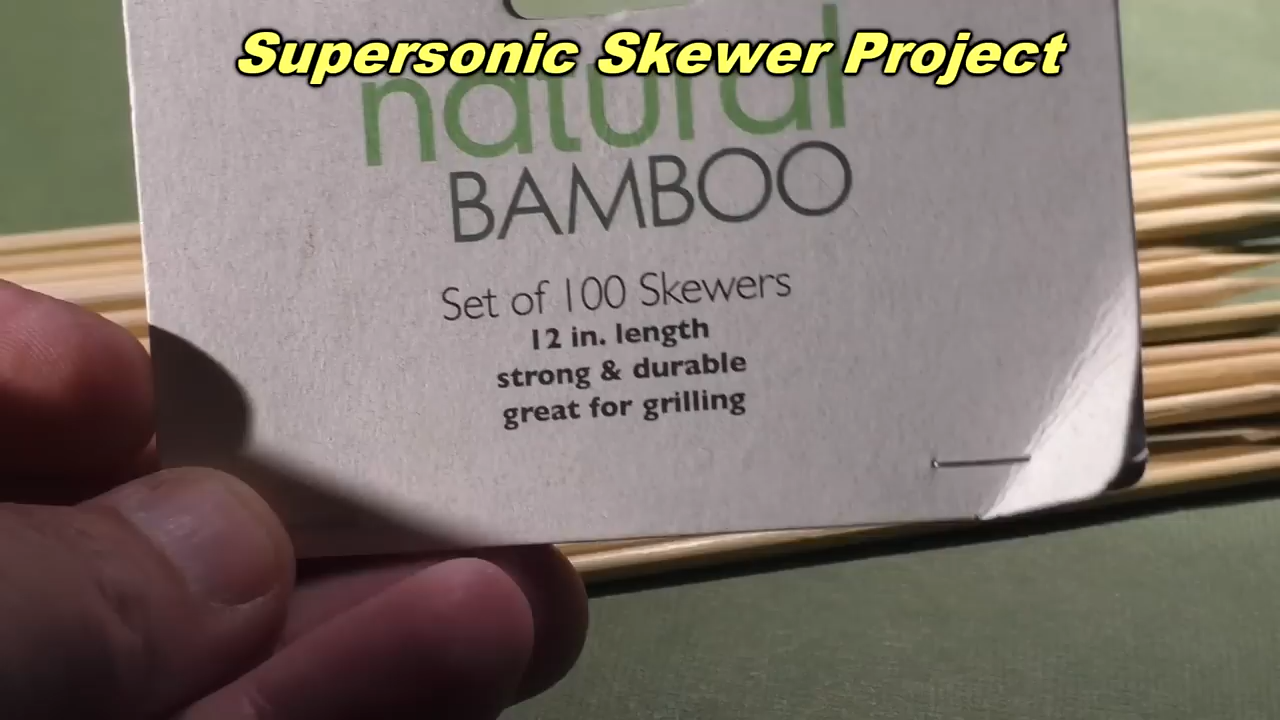 Supersonic Skewer Project
natural
BAMBOO
Set of 100 Skewers
12 in. length
strong & durable
great for grilling